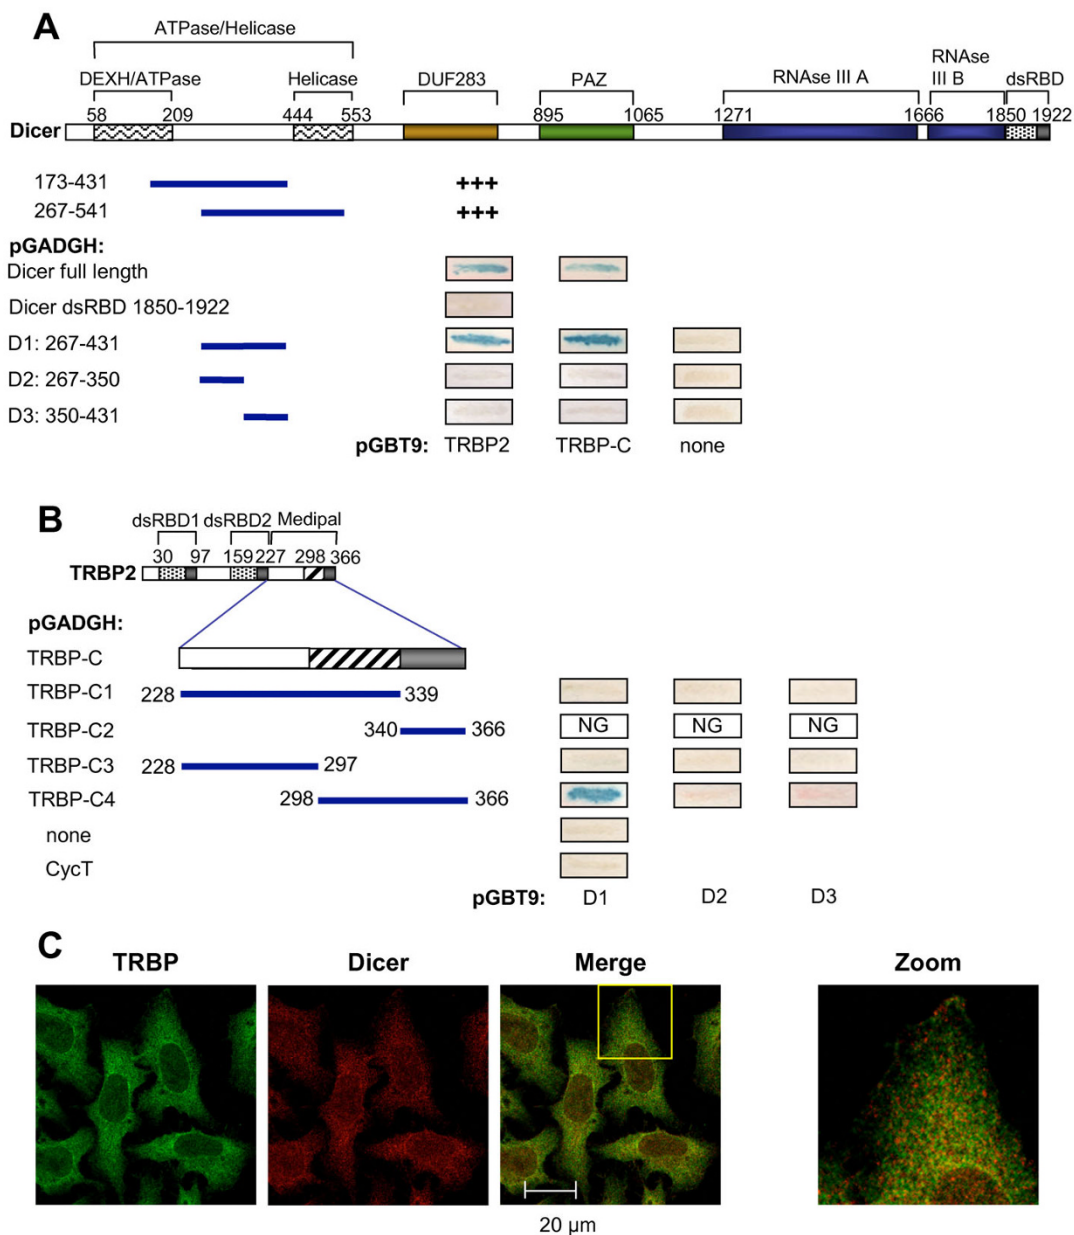 A
ATPase/Helicase
DEXH/ATPase Helicase DUF283 PAZ RNAse III A RNAse III B dsRBD
58 209 444 553 895 1065 1271 1666 1850 1922
Dicer
173-431 +++
267-541 +++
pGADGH:
Dicer full length
Dicer dsRBD 1850-1922
D1: 267-431
D2: 267-350
D3: 350-431
pGBT9: TRBP2 TRBP-C none
B
dsRBD1 dsRBD2 Medipal
30 97 159 227 298 366
TRBP2
pGADGH:
TRBP-C
TRBP-C1 228 339
TRBP-C2 340 366 NG NG NG
TRBP-C3 228 297
TRBP-C4 298 366
none
CycT
pGBT9: D1 D2 D3
C
TRBP Dicer Merge Zoom
20 µm